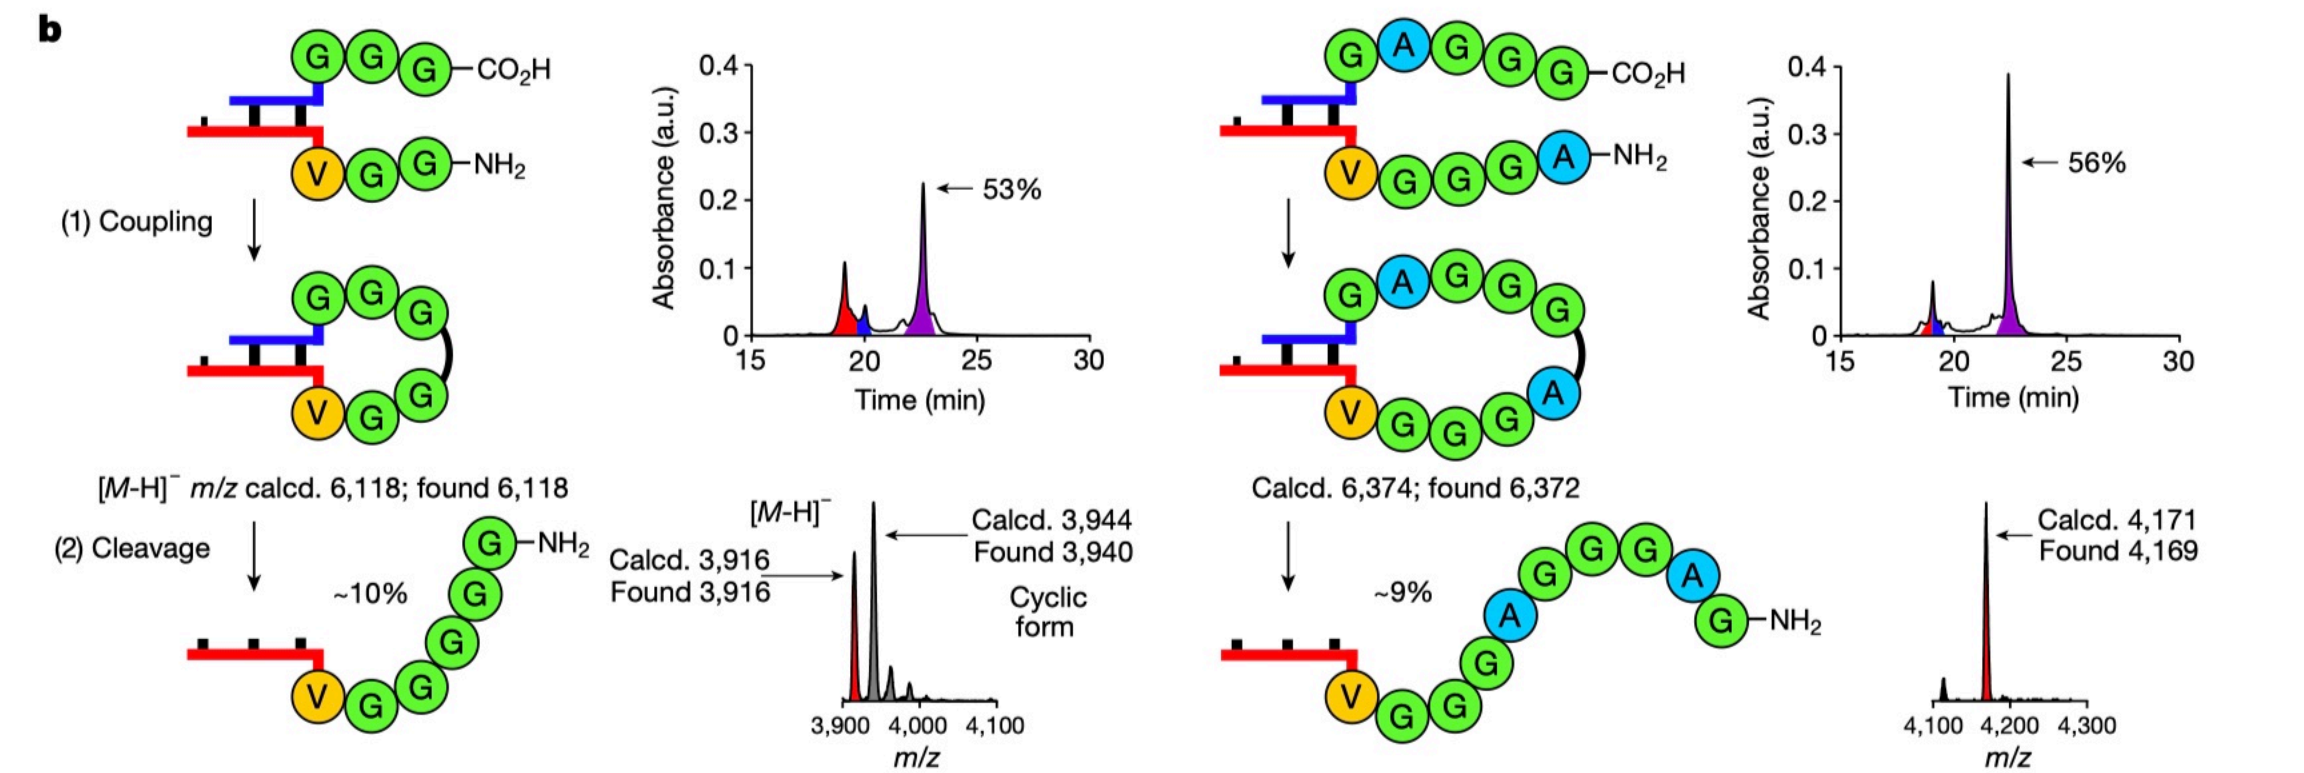 b
G G G –CO₂H
V G G –NH₂
(1) Coupling
G G G
V G G
[M-H]⁻ m/z calcd. 6,118; found 6,118
(2) Cleavage
~10%
V G G G G G –NH₂
Absorbance (a.u.)
0.4
0.3
0.2
0.1
0
53%
15 20 25 30
Time (min)
[M-H]⁻
Calcd. 3,916
Found 3,916
Calcd. 3,944
Found 3,940
Cyclic
form
3,900 4,000 4,100
m/z
G A G G G –CO₂H
V G G G A –NH₂
G A G G G
V G G G A
Calcd. 6,374; found 6,372
~9%
V G G G A G G G A G –NH₂
Absorbance (a.u.)
0.4
0.3
0.2
0.1
0
56%
15 20 25 30
Time (min)
Calcd. 4,171
Found 4,169
4,100 4,200 4,300
m/z